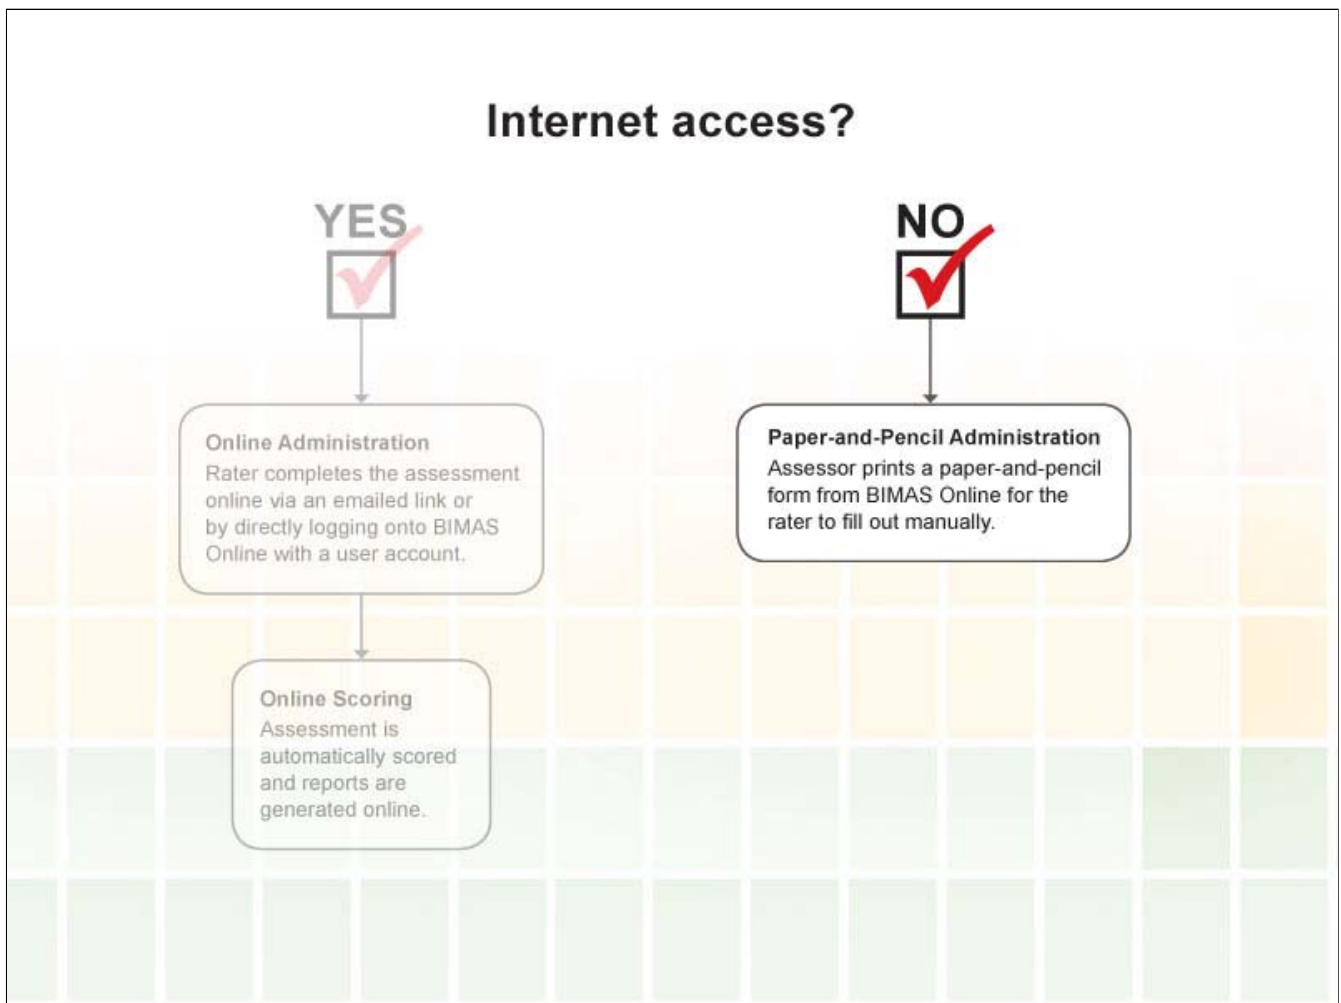 Internet access?
YES
Online Administration
Rater completes the assessment
online via an emailed link or
by directly logging onto BIMAS
Online with a user account.
Online Scoring
Assessment is
automatically scored
and reports are
generated online.
NO
Paper-and-Pencil Administration
Assessor prints a paper-and-pencil
form from BIMAS Online for the
rater to fill out manually.